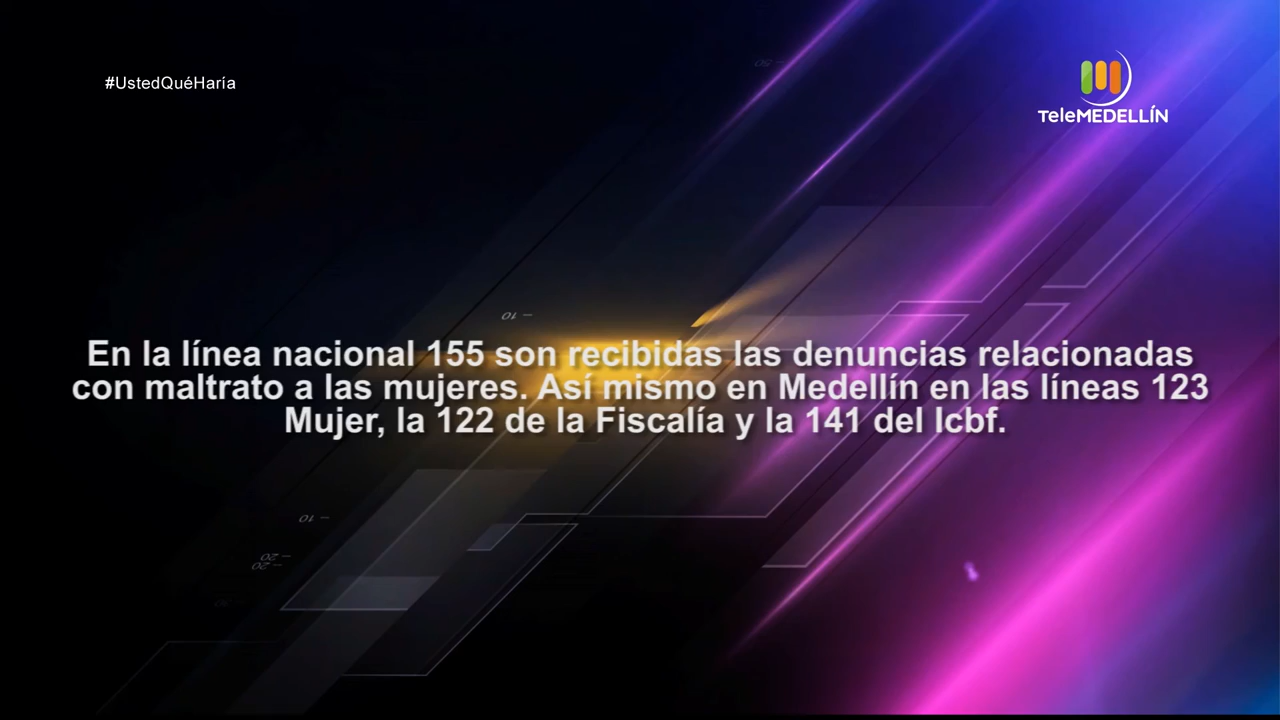 #UstedQuéHaría
TeleMEDELLÍN
En la línea nacional 155 son recibidas las denuncias relacionadas
con maltrato a las mujeres. Así mismo en Medellín en las líneas 123
Mujer, la 122 de la Fiscalía y la 141 del Icbf.